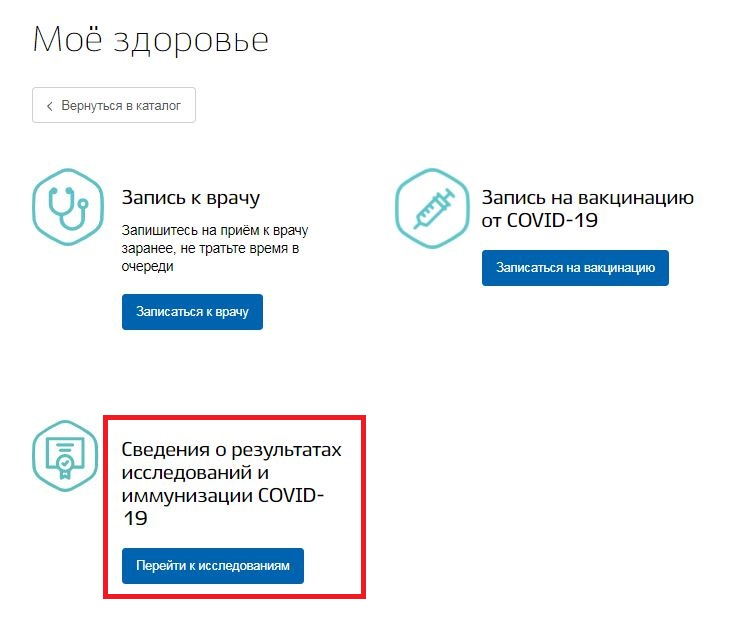 Моё здоровье
Вернуться в каталог
Запись к врачу
Запишитесь на приём к врачу
заранее, не тратьте время в
очереди
Записаться к врачу
Запись на вакцинацию
от COVID-19
Записаться на вакцинацию
Сведения о результатах
исследований и
иммунизации COVID-
19
Перейти к исследованиям